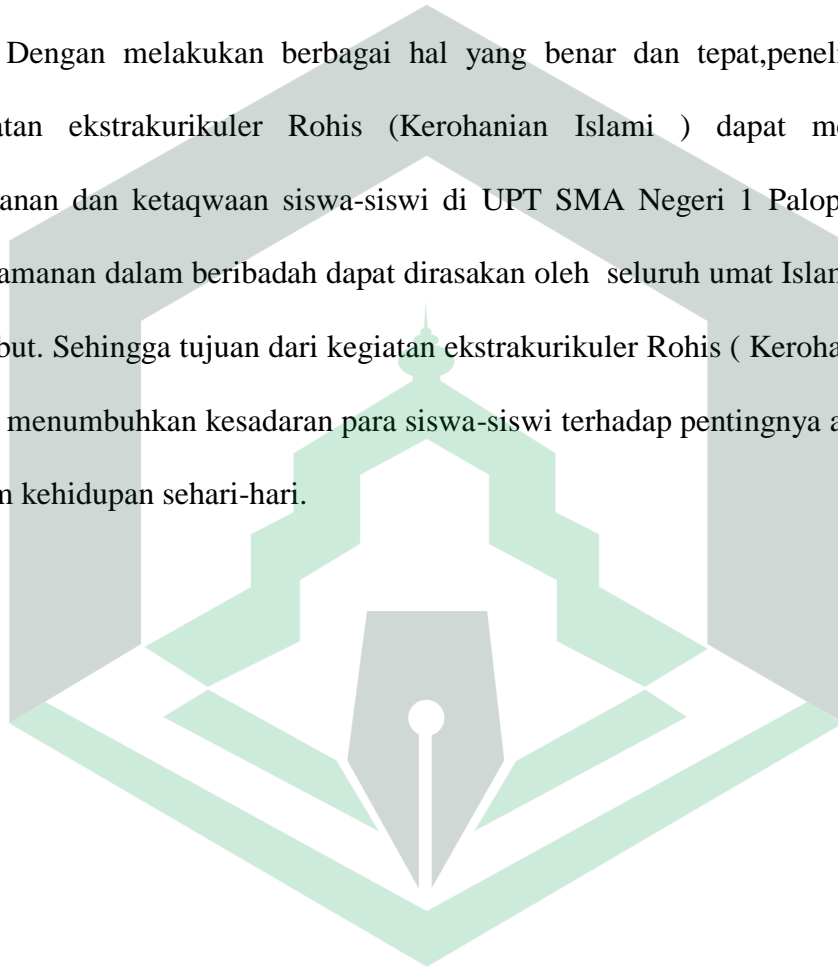 Dengan melakukan berbagai hal yang benar dan tepat,peneli
atan ekstrakurikuler Rohis (Kerohanian Islami ) dapat me
anan dan ketaqwaan siswa-siswi di UPT SMA Negeri 1 Palop
amanan dalam beribadah dapat dirasakan oleh seluruh umat Islam
but. Sehingga tujuan dari kegiatan ekstrakurikuler Rohis ( Keroha
menumbuhkan kesadaran para siswa-siswi terhadap pentingnya a
n kehidupan sehari-hari.